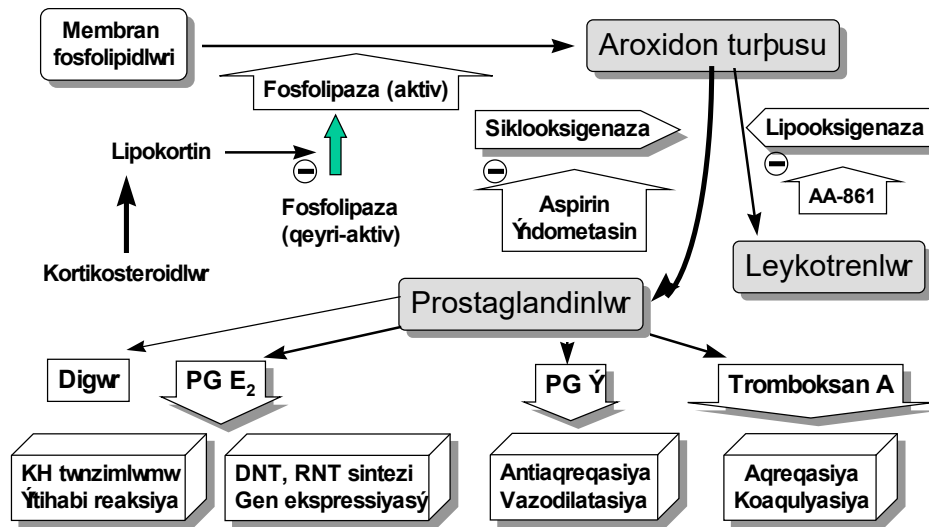 Membran
fosfolipidlwri
Aroxidon turþusu
Fosfolipaza (aktiv)
Siklooksigenaza
Lipooksigenaza
Lipokortin
Fosfolipaza
(qeyri-aktiv)
Aspirin
Ýndometasin
AA-861
Kortikosteroidlwr
Leykotrenlwr
Prostaglandinlwr
Digwr
PG E₂
PG Ý
Tromboksan A
KH twnzimlwmw
Ýltihabi reaksiya
DNT, RNT sintezi
Gen ekspressiyasý
Antiaqreqasiya
Vazodilatasiya
Aqreqasiya
Koaqulyasiya